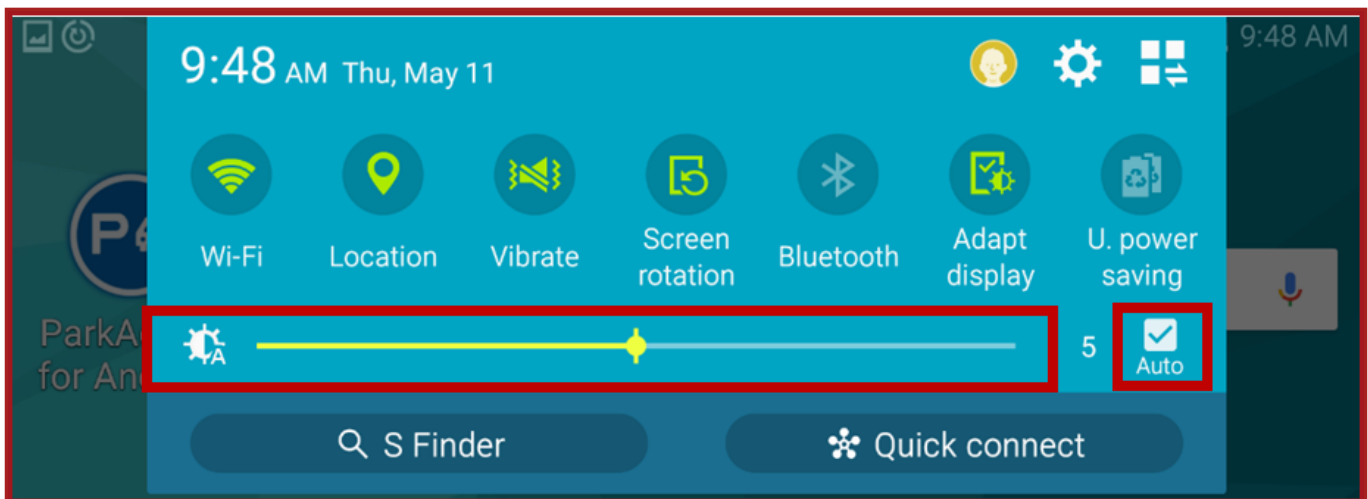 9:48 AM Thu, May 11
9:48 AM
Wi-Fi
Location
Vibrate
Screen
rotation
Bluetooth
Adapt
display
U. power
saving
A
5
Auto
for
S Finder
Quick connect